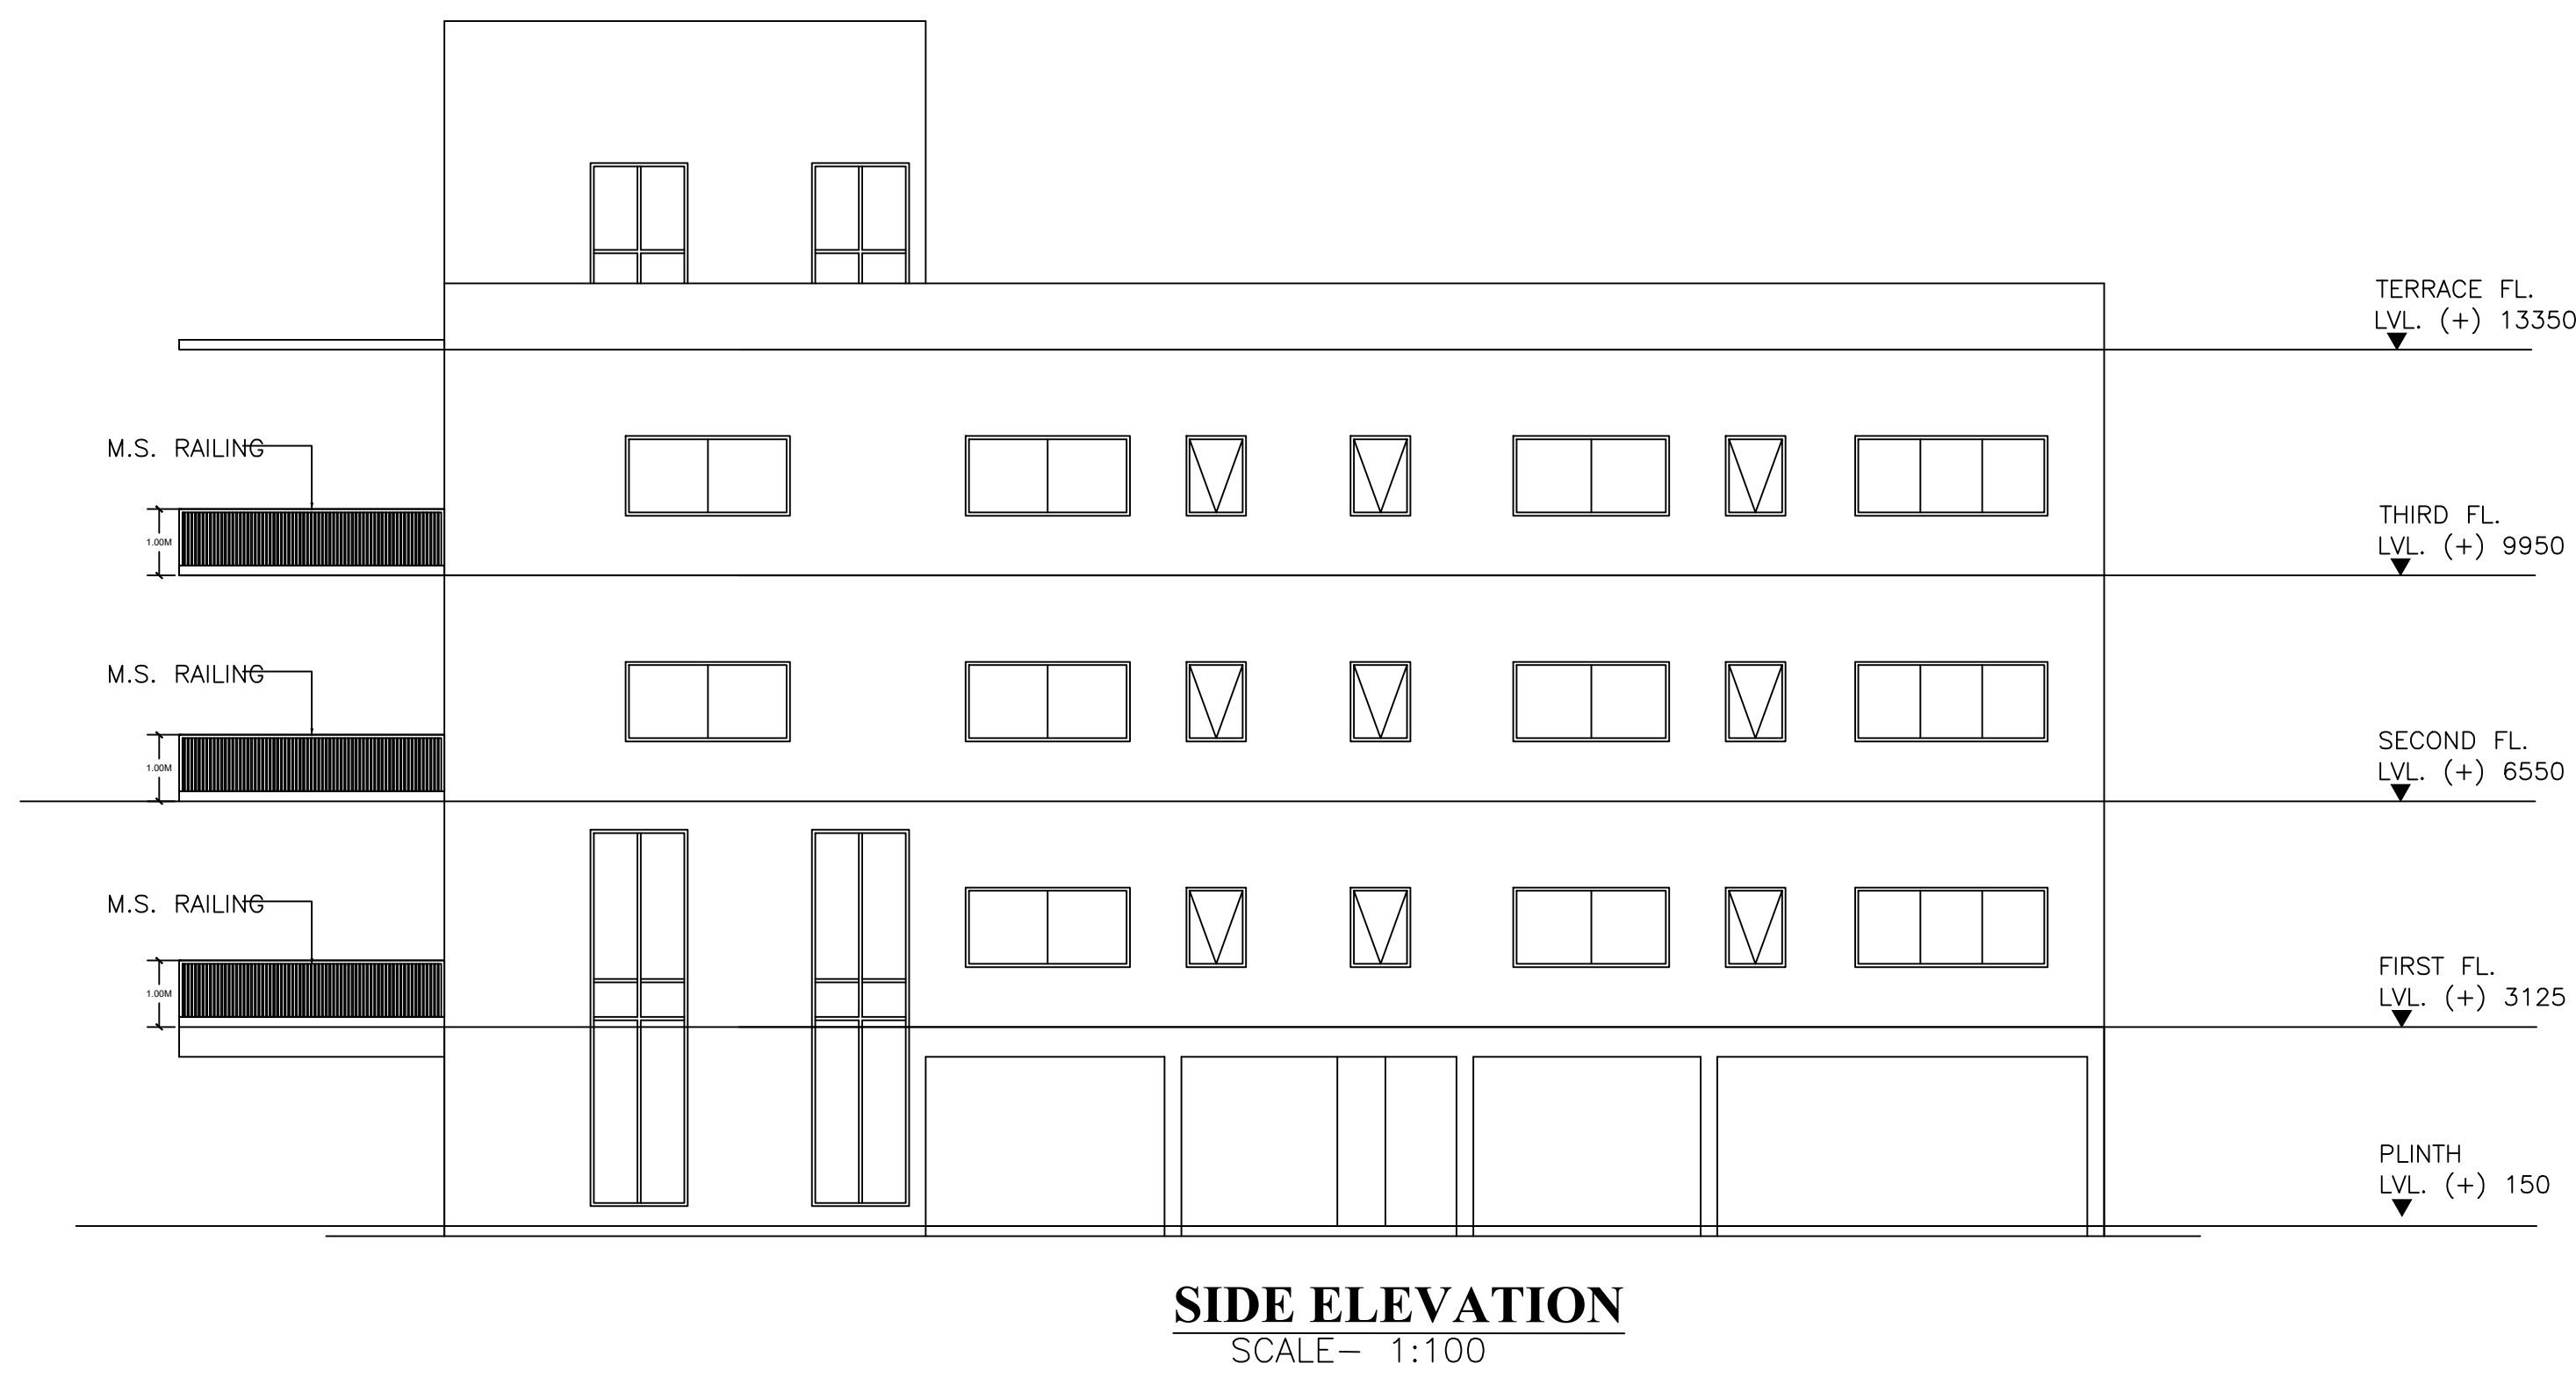 TERRACE FL.
LVL. (+) 13350
M.S. RAILING
THIRD FL.
LVL. (+) 9950
1.00M
M.S. RAILING
SECOND FL.
LVL. (+) 6550
1.00M
M.S. RAILING
FIRST FL.
LVL. (+) 3125
1.00M
PLINTH
LVL. (+) 150
SIDE ELEVATION
SCALE- 1:100